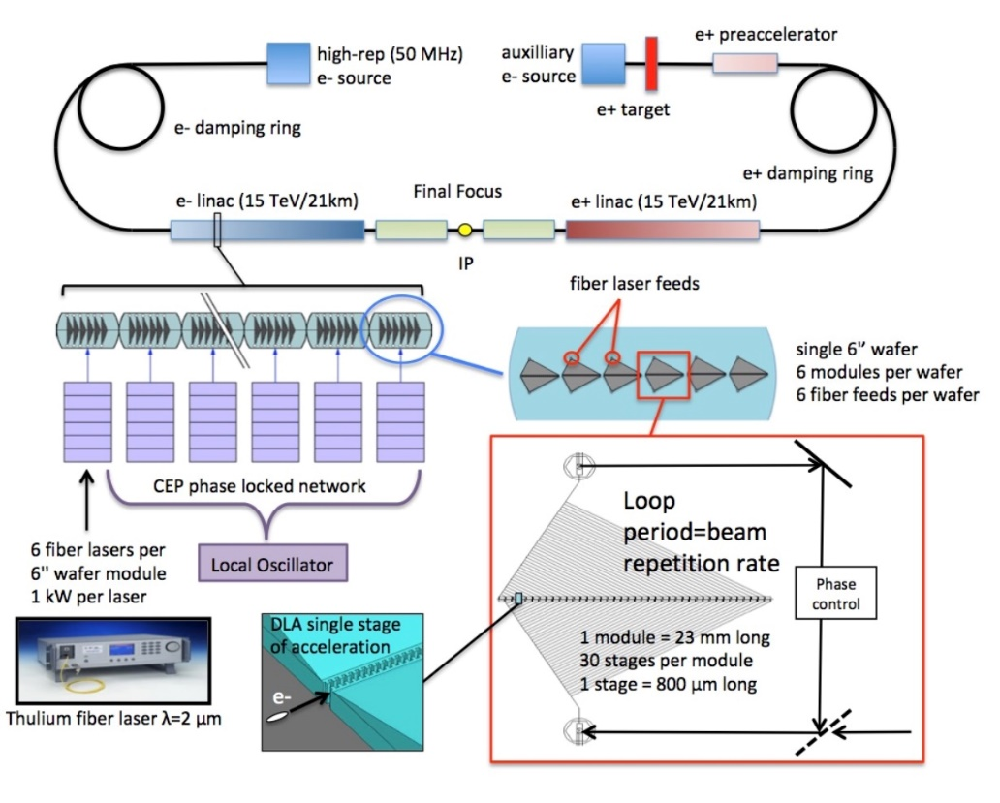 high-rep (50 MHz)
e- source
auxilliary
e- source
e+ preaccelerator
e+ target
e- damping ring
e+ damping ring
e- linac (15 TeV/21km)
Final Focus
e+ linac (15 TeV/21km)
IP
fiber laser feeds
single 6” wafer
6 modules per wafer
6 fiber feeds per wafer
CEP phase locked network
Local Oscillator
6 fiber lasers per
6" wafer module
1 kW per laser
Thulium fiber laser λ=2 μm
DLA single stage
of acceleration
e-
Loop
period=beam
repetition rate
Phase
control
1 module = 23 mm long
30 stages per module
1 stage = 800 μm long